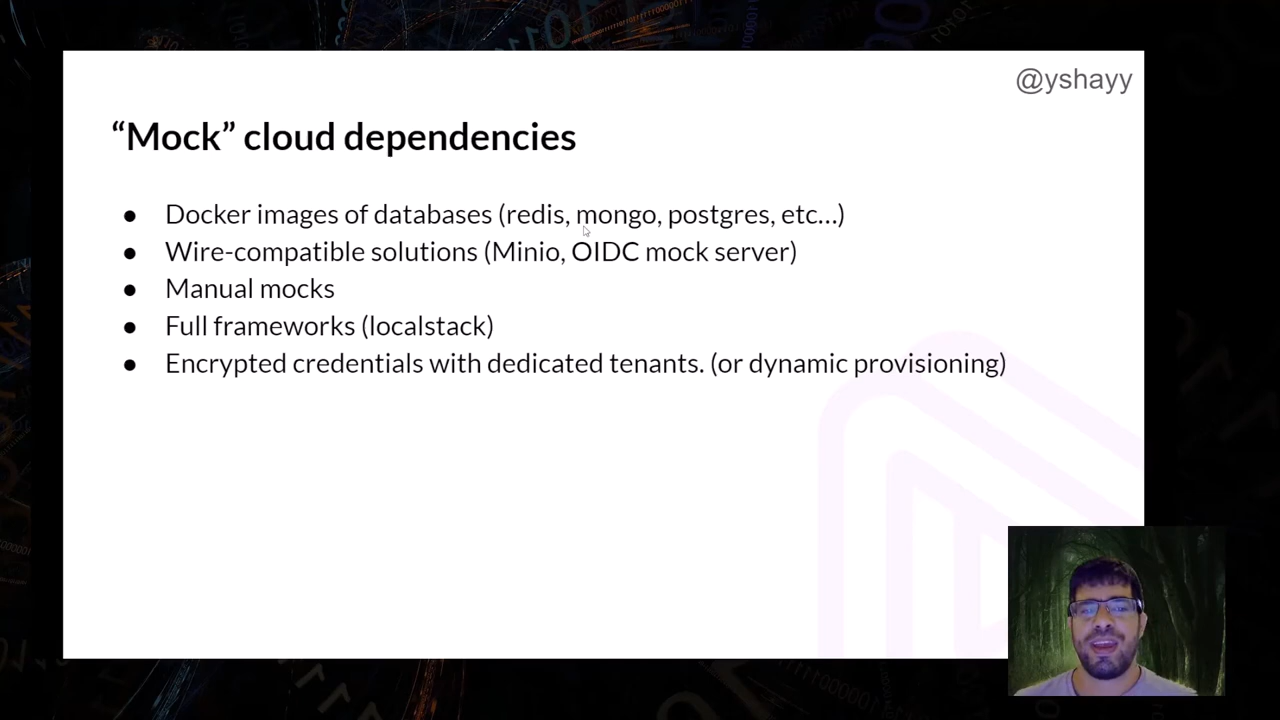 @yshayy
“Mock” cloud dependencies
● Docker images of databases (redis, mongo, postgres, etc...)
● Wire-compatible solutions (Minio, OIDC mock server)
● Manual mocks
● Full frameworks (localstack)
● Encrypted credentials with dedicated tenants. (or dynamic provisioning)